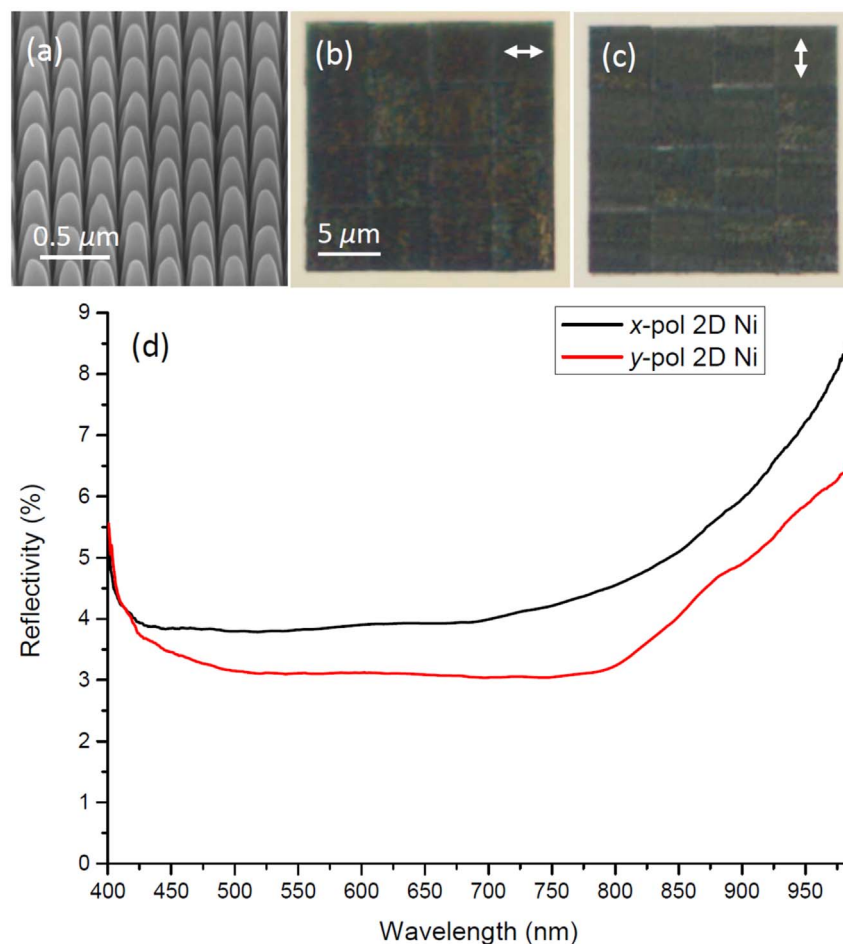 (a)
0.5 μm
(b)
5 μm
(c)
(d)
x-pol 2D Ni
y-pol 2D Ni
Reflectivity (%)
9
8
7
6
5
4
3
2
1
0
400 450 500 550 600 650 700 750 800 850 900 950
Wavelength (nm)